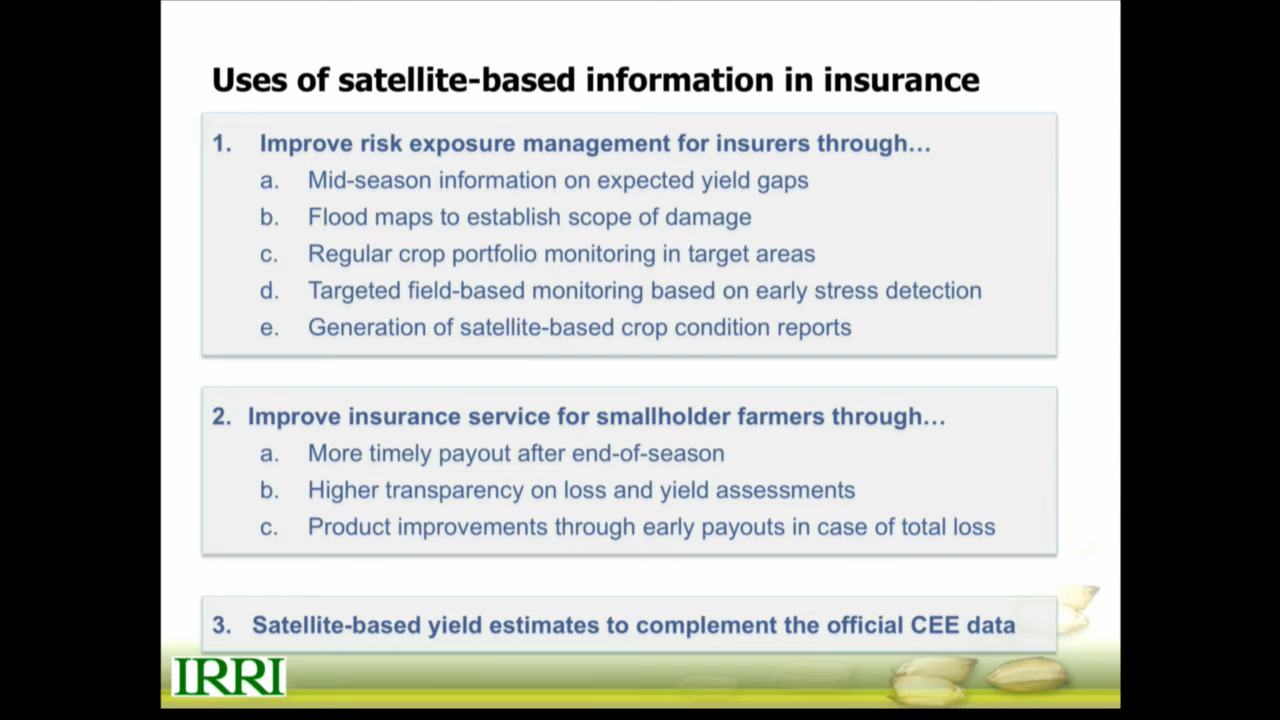 Uses of satellite-based information in insurance
1. Improve risk exposure management for insurers through…
a. Mid-season information on expected yield gaps
b. Flood maps to establish scope of damage
c. Regular crop portfolio monitoring in target areas
d. Targeted field-based monitoring based on early stress detection
e. Generation of satellite-based crop condition reports
2. Improve insurance service for smallholder farmers through…
a. More timely payout after end-of-season
b. Higher transparency on loss and yield assessments
c. Product improvements through early payouts in case of total loss
3. Satellite-based yield estimates to complement the official CEE data
IRRI